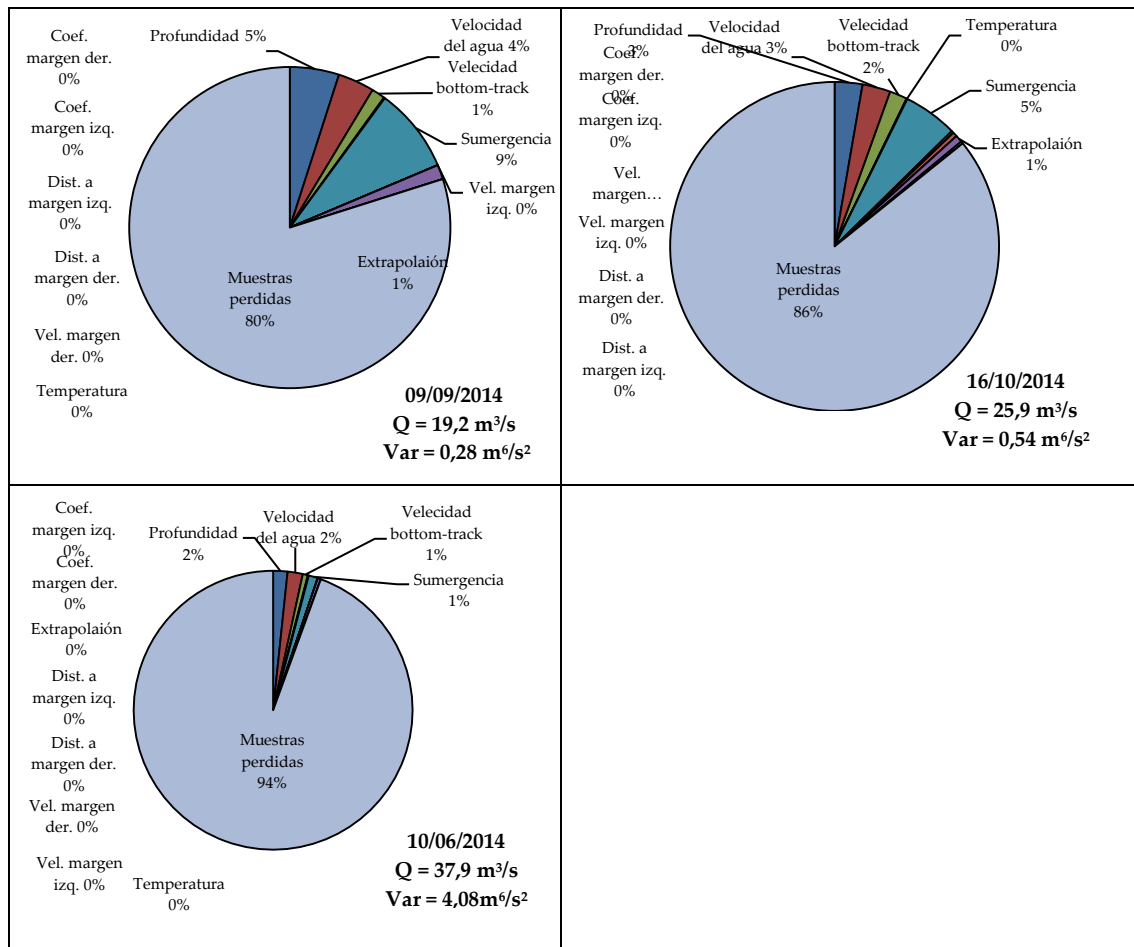 Coef.
margen der.
0%
Profundidad 5%
Velocidad
del agua 4%
Velecidad
bottom-track
1%
Coef.
margen izq.
0%
Sumergencia
9%
Dist. a
margen izq.
0%
Vel. margen
izq. 0%
Dist. a
margen der.
0%
Extrapolaión
1%
Muestras
perdidas
80%
Vel. margen
der. 0%
Temperatura
0%
09/09/2014
Q = 19,2 m³/s
Var = 0,28 m⁶/s²
Profundidad
3%
Velocidad
del agua 3%
Velecidad
bottom-track
2%
Temperatura
0%
Coef.
margen der.
0%
Sumergencia
5%
Coef.
margen izq.
0%
Extrapolaión
1%
Vel.
margen…
Vel. margen
izq. 0%
Muestras
perdidas
86%
Dist. a
margen der.
0%
Dist. a
margen izq.
0%
16/10/2014
Q = 25,9 m³/s
Var = 0,54 m⁶/s²
Coef.
margen izq.
0%
Profundidad
2%
Velocidad
del agua 2%
Velecidad
bottom-track
1%
Coef.
margen der.
0%
Sumergencia
1%
Extrapolaión
0%
Dist. a
margen izq.
0%
Dist. a
margen der.
0%
Muestras
perdidas
94%
Vel. margen
der. 0%
Vel. margen
izq. 0%
Temperatura
0%
10/06/2014
Q = 37,9 m³/s
Var = 4,08m⁶/s²